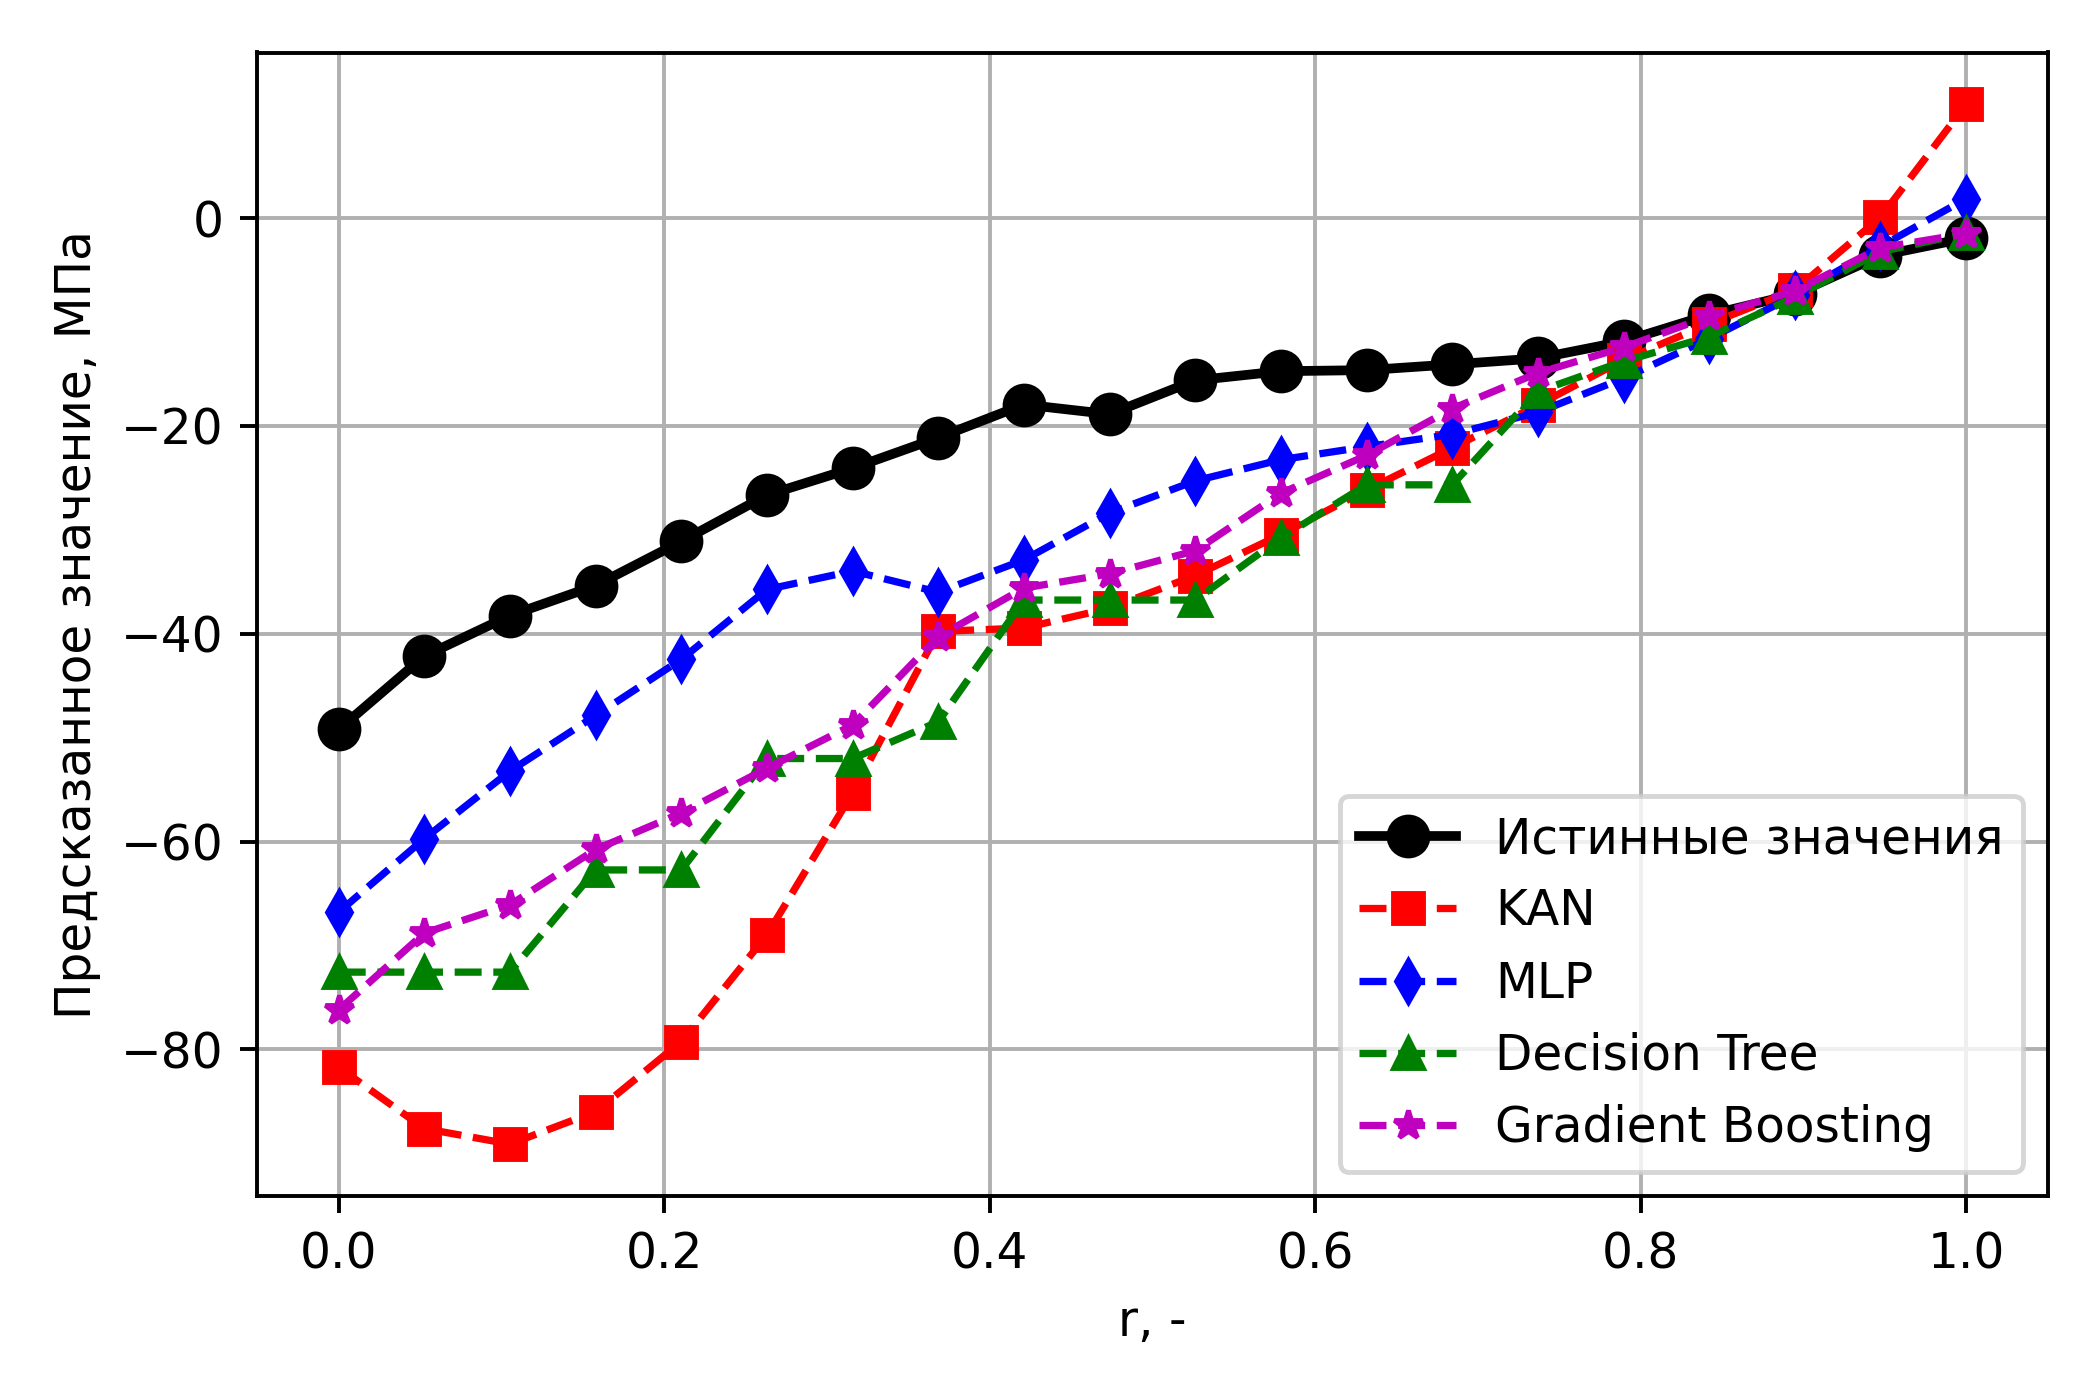 Предсказанное значение, МПа
0
−20
−40
−60
−80
Истинные значения
KAN
MLP
Decision Tree
Gradient Boosting
0.0 0.2 0.4 0.6 0.8 1.0
r, -